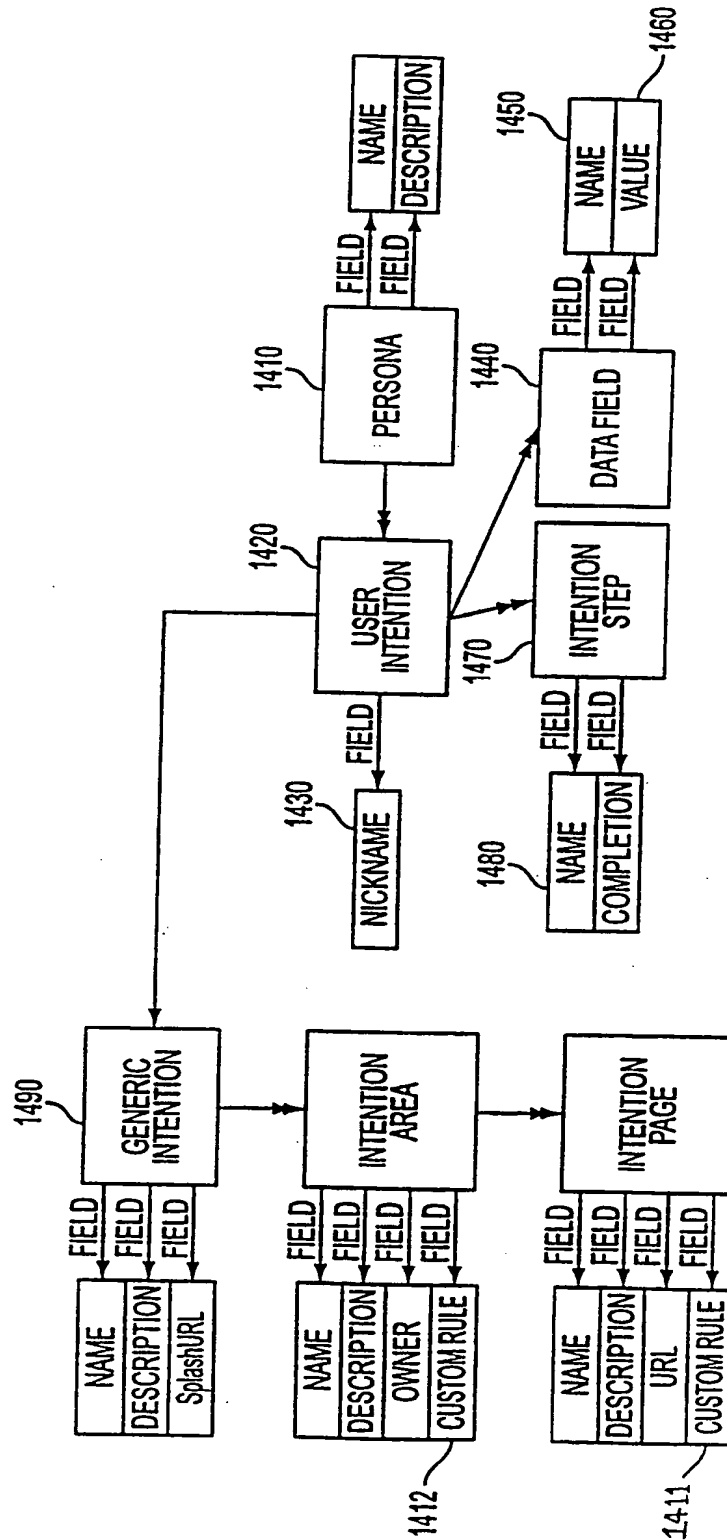 1490
GENERIC
INTENTION
FIELD
FIELD
FIELD
NAME
DESCRIPTION
SplashURL
INTENTION
AREA
FIELD
FIELD
FIELD
FIELD
NAME
DESCRIPTION
OWNER
CUSTOM RULE
1412
INTENTION
PAGE
FIELD
FIELD
FIELD
FIELD
NAME
DESCRIPTION
URL
CUSTOM RULE
1411
1420
USER
INTENTION
FIELD
1430
NICKNAME
1410
PERSONA
FIELD
FIELD
NAME
DESCRIPTION
1470
INTENTION
STEP
FIELD
FIELD
1480
NAME
COMPLETION
1440
DATA FIELD
FIELD
FIELD
1450
NAME
VALUE
1460